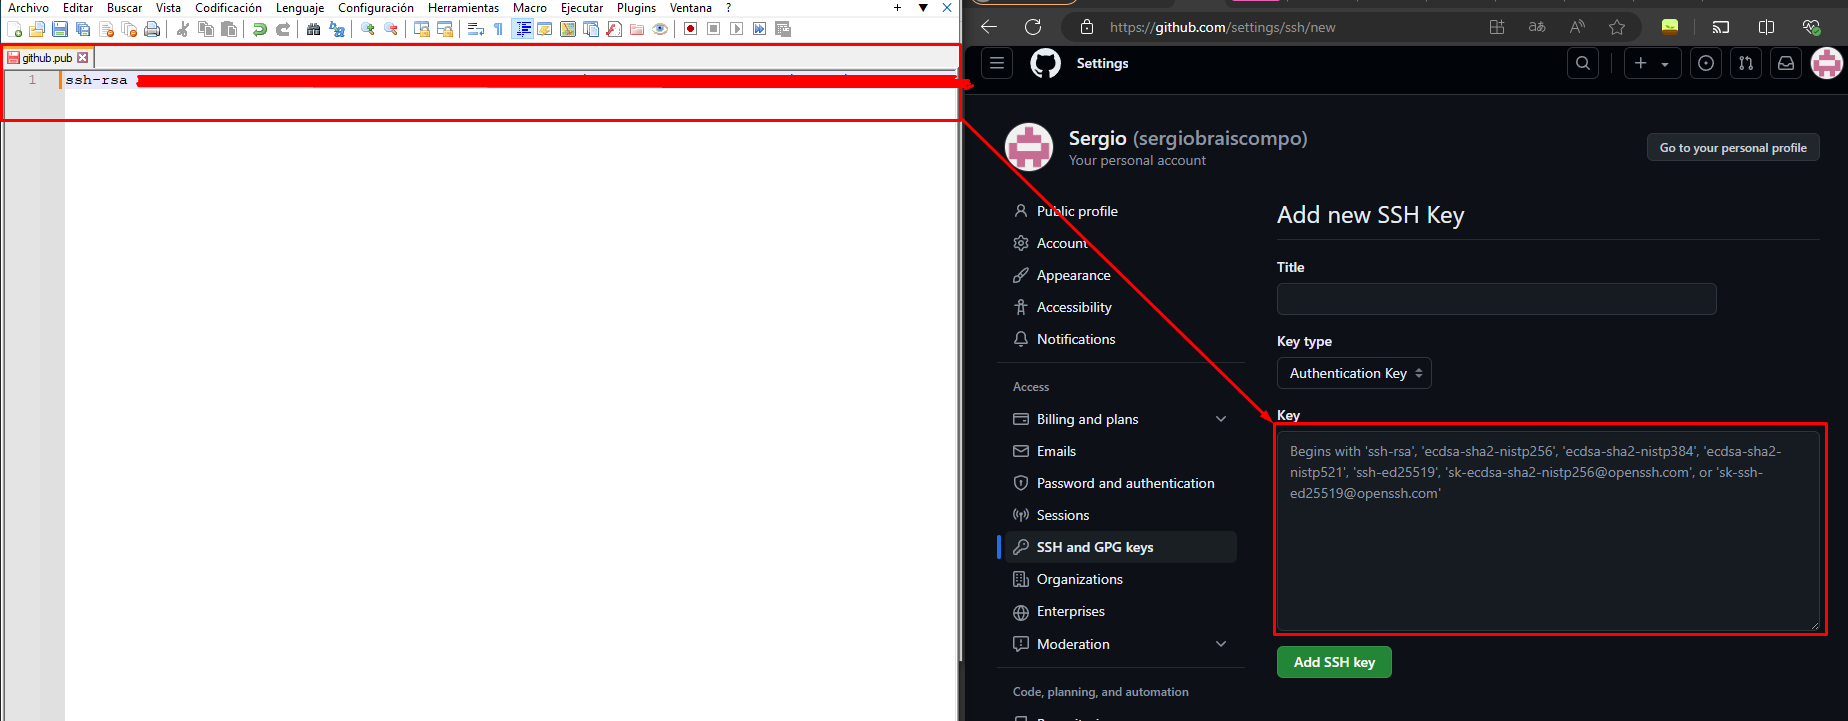 Archivo Editar Buscar Vista Codificación Lenguaje Configuración Herramientas Macro Ejecutar Plugins Ventana ? + ▼ X
github.pub
1 ssh-rsa
https://github.com/settings/ssh/new
Settings
Sergio (sergiobraiscompo)
Your personal account
Go to your personal profile
Public profile
Account
Appearance
Accessibility
Notifications
Access
Billing and plans
Emails
Password and authentication
Sessions
SSH and GPG keys
Organizations
Enterprises
Moderation
Code, planning, and automation
Add new SSH Key
Title
Key type
Authentication Key
Key
Begins with 'ssh-rsa', 'ecdsa-sha2-nistp256', 'ecdsa-sha2-nistp384', 'ecdsa-sha2-
nistp521', 'ssh-ed25519', 'sk-ecdsa-sha2-nistp256@openssh.com', or 'sk-ssh-
ed25519@openssh.com'
Add SSH key